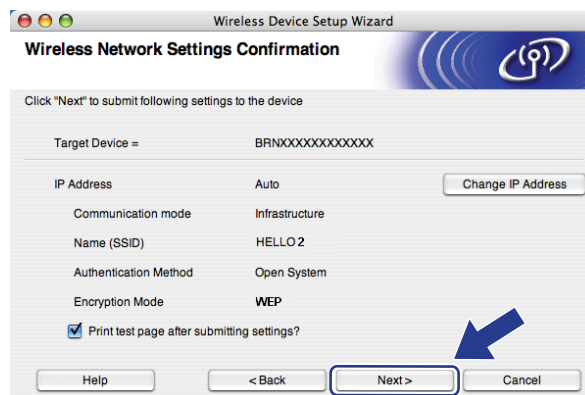 Wireless Device Setup Wizard
Wireless Network Settings Confirmation
Click "Next" to submit following settings to the device
Target Device = BRNXXXXXXXXXXXX
IP Address Auto Change IP Address
Communication mode Infrastructure
Name (SSID) HELLO 2
Authentication Method Open System
Encryption Mode WEP
Print test page after submitting settings?
Help < Back Next > Cancel